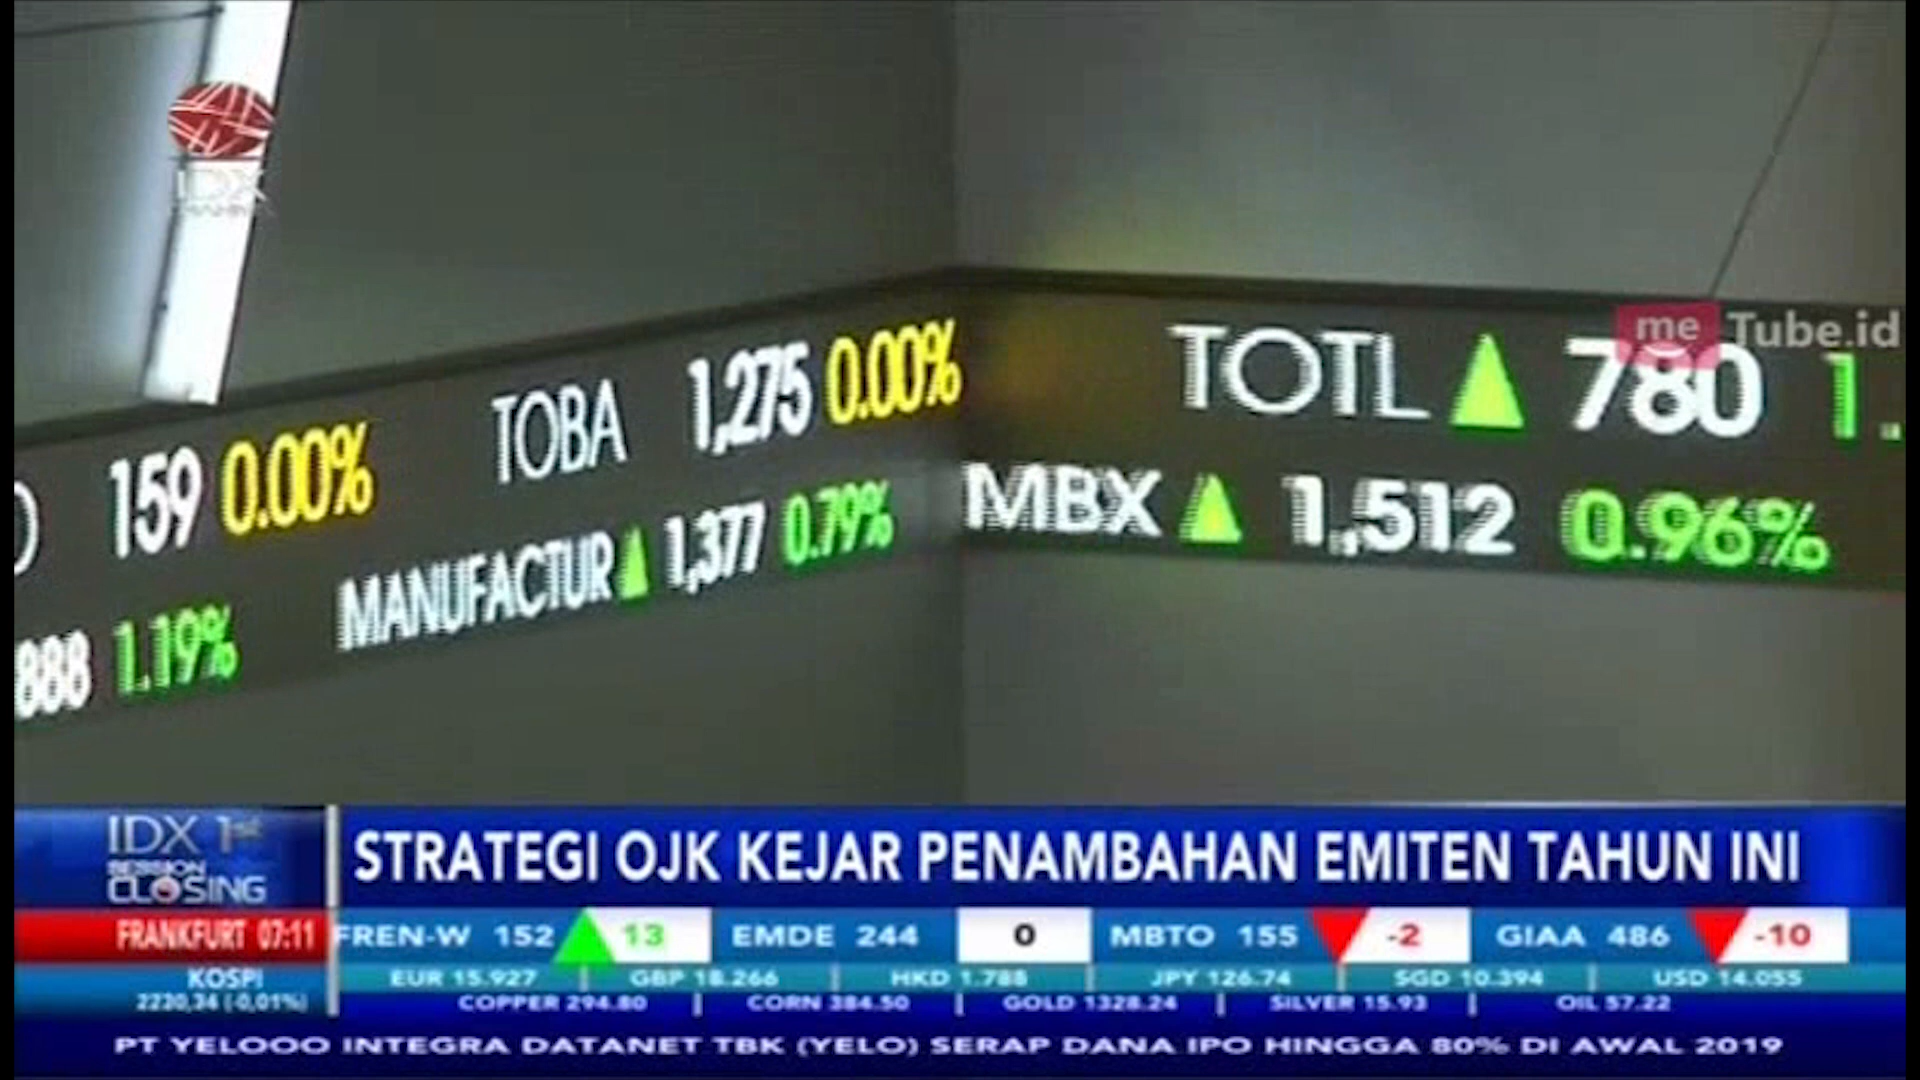 IDX
me Tube.id
159 0.00% TOBA 1,275 0.00% TOTL 780 1.
888 1.19% MANUFACTUR 1,377 0.79% MBX 1,512 0.96%
IDX 1st
SESSION
CLOSING
STRATEGI OJK KEJAR PENAMBAHAN EMITEN TAHUN INI
FRANKFURT 07:11
FREN-W 152 13 EMDE 244 0 MBTO 155 -2 GIAA 486 -10
KOSPI
2230,34 (-0,01%)
EUR 15.927 | GBP 18.266 | HKD 1.788 | JPY 126.74 | SGD 10.394 | USD 14.055
COPPER 294.80 | CORN 384.50 | GOLD 1328.24 | SILVER 15.93 | OIL 57.22
PT YELOOO INTEGRA DATANET TBK (YELO) SERAP DANA IPO HINGGA 80% DI AWAL 2019